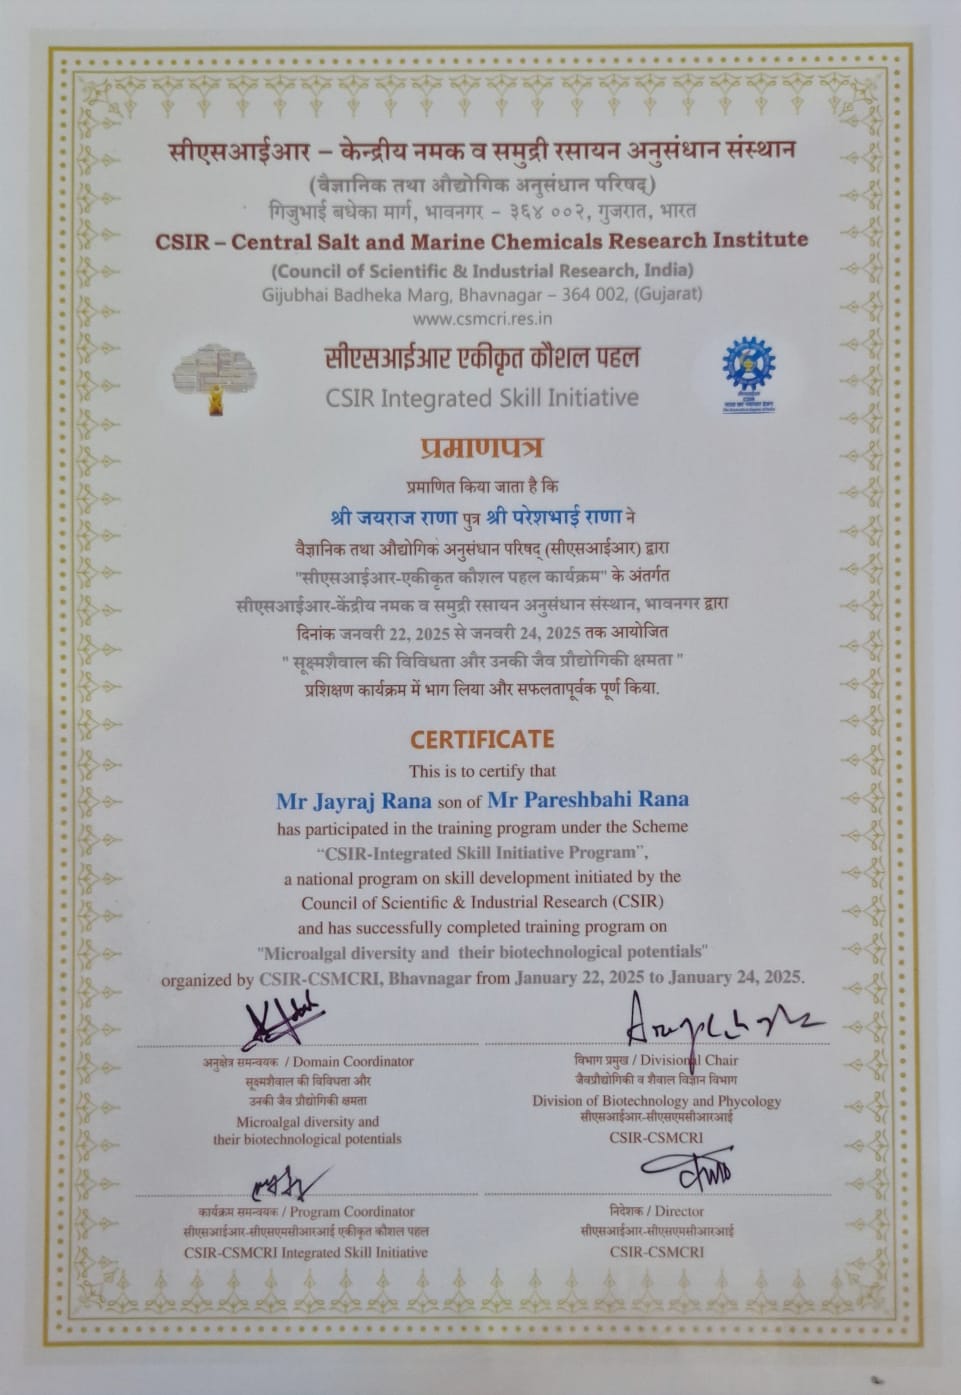 सीएसआईआर – केन्द्रीय नमक व समुद्री रसायन अनुसंधान संस्थान
(वैज्ञानिक तथा औद्योगिक अनुसंधान परिषद्)
गिजुभाई बधेका मार्ग, भावनगर – ३६४ ००२, गुजरात, भारत
CSIR – Central Salt and Marine Chemicals Research Institute
(Council of Scientific & Industrial Research, India)
Gijubhai Badheka Marg, Bhavnagar – 364 002, (Gujarat)
www.csmcri.res.in
सीएसआईआर एकीकृत कौशल पहल
CSIR Integrated Skill Initiative
प्रमाणपत्र
प्रमाणित किया जाता है कि
श्री जयराज राणा पुत्र श्री परेशभाई राणा ने
वैज्ञानिक तथा औद्योगिक अनुसंधान परिषद् (सीएसआईआर) द्वारा
"सीएसआईआर-एकीकृत कौशल पहल कार्यक्रम" के अंतर्गत
सीएसआईआर-केंद्रीय नमक व समुद्री रसायन अनुसंधान संस्थान, भावनगर द्वारा
दिनांक जनवरी 22, 2025 से जनवरी 24, 2025 तक आयोजित
" सूक्ष्मशैवाल की विविधता और उनकी जैव प्रौद्योगिकी क्षमता "
प्रशिक्षण कार्यक्रम में भाग लिया और सफलतापूर्वक पूर्ण किया.
CERTIFICATE
This is to certify that
Mr Jayraj Rana son of Mr Pareshbahi Rana
has participated in the training program under the Scheme
“CSIR-Integrated Skill Initiative Program”,
a national program on skill development initiated by the
Council of Scientific & Industrial Research (CSIR)
and has successfully completed training program on
"Microalgal diversity and their biotechnological potentials"
organized by CSIR-CSMCRI, Bhavnagar from January 22, 2025 to January 24, 2025.
अनुक्षेत्र समन्वयक / Domain Coordinator
सूक्ष्मशैवाल की विविधता और
उनकी जैव प्रौद्योगिकी क्षमता
Microalgal diversity and
their biotechnological potentials
विभाग प्रमुख / Divisional Chair
जैवप्रौद्योगिकी व शैवाल विज्ञान विभाग
Division of Biotechnology and Phycology
सीएसआईआर-सीएसएमसीआरआई
CSIR-CSMCRI
कार्यक्रम समन्वयक / Program Coordinator
सीएसआईआर-सीएसएमसीआरआई एकीकृत कौशल पहल
CSIR-CSMCRI Integrated Skill Initiative
निदेशक / Director
सीएसआईआर-सीएसएमसीआरआई
CSIR-CSMCRI